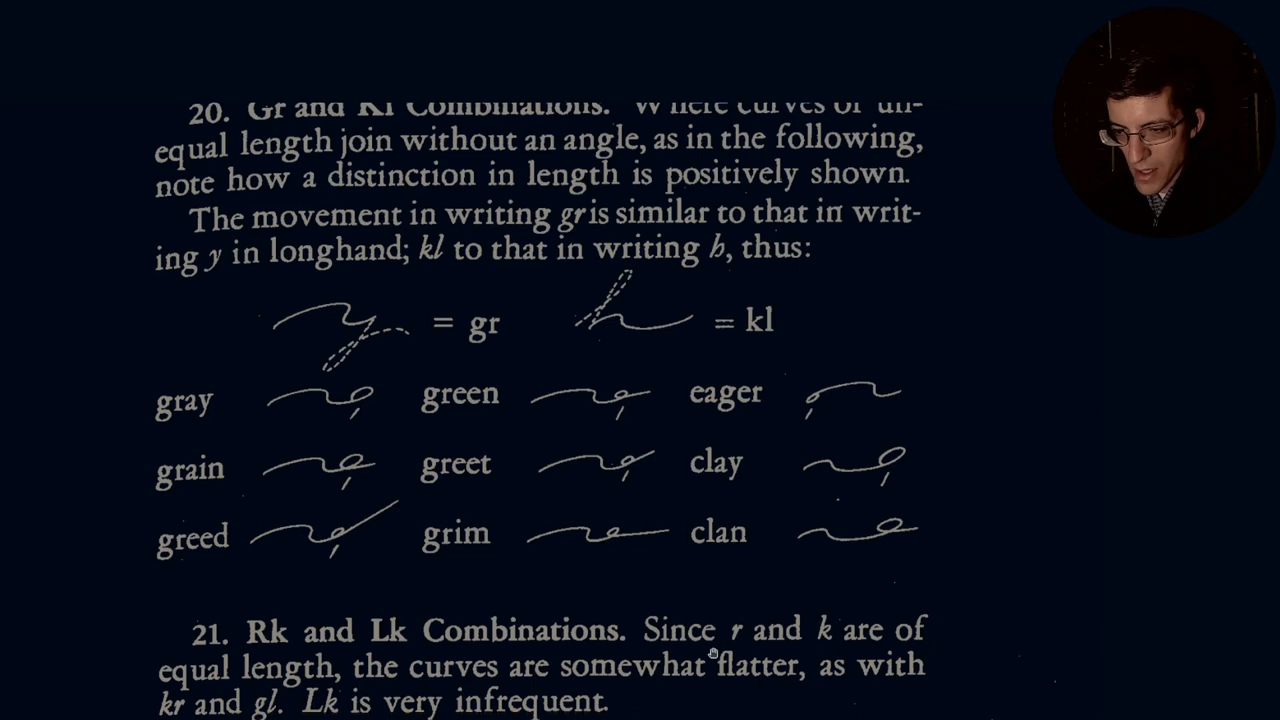 20. Gr and Kl Combinations. Where curves of un-
equal length join without an angle, as in the following,
note how a distinction in length is positively shown.
The movement in writing gr is similar to that in writ-
ing y in longhand; kl to that in writing h, thus:
= gr = kl
gray green eager
grain greet clay
greed grim clan
21. Rk and Lk Combinations. Since r and k are of
equal length, the curves are somewhat flatter, as with
kr and gl. Lk is very infrequent.